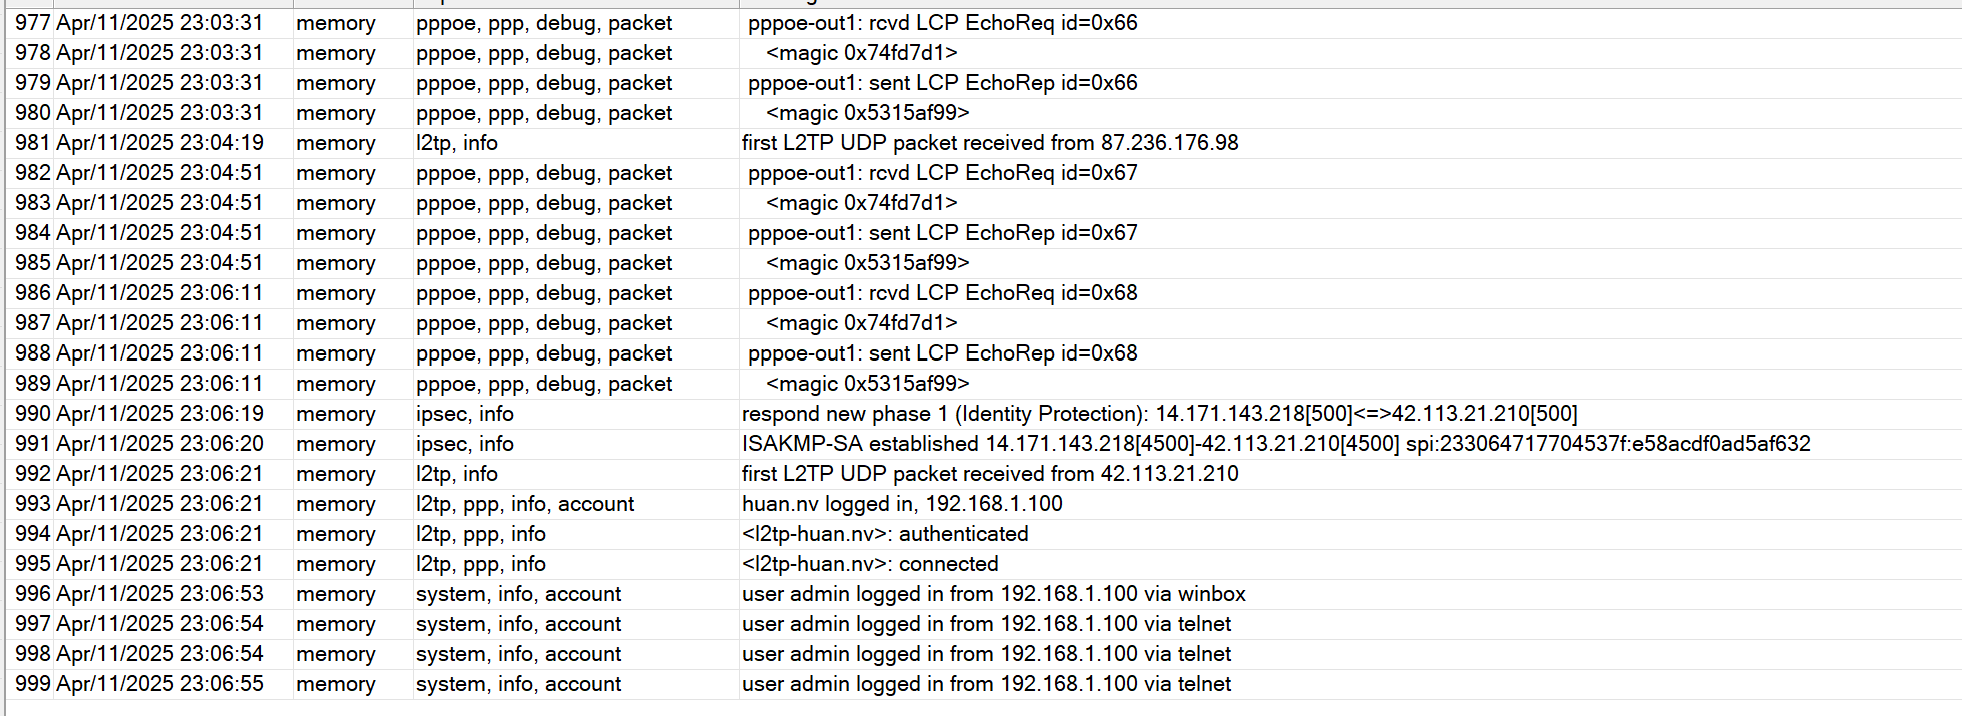 977 Apr/11/2025 23:03:31 memory pppoe, ppp, debug, packet pppoe-out1: rcvd LCP EchoReq id=0x66
978 Apr/11/2025 23:03:31 memory pppoe, ppp, debug, packet <magic 0x74fd7d1>
979 Apr/11/2025 23:03:31 memory pppoe, ppp, debug, packet pppoe-out1: sent LCP EchoRep id=0x66
980 Apr/11/2025 23:03:31 memory pppoe, ppp, debug, packet <magic 0x5315af99>
981 Apr/11/2025 23:04:19 memory l2tp, info first L2TP UDP packet received from 87.236.176.98
982 Apr/11/2025 23:04:51 memory pppoe, ppp, debug, packet pppoe-out1: rcvd LCP EchoReq id=0x67
983 Apr/11/2025 23:04:51 memory pppoe, ppp, debug, packet <magic 0x74fd7d1>
984 Apr/11/2025 23:04:51 memory pppoe, ppp, debug, packet pppoe-out1: sent LCP EchoRep id=0x67
985 Apr/11/2025 23:04:51 memory pppoe, ppp, debug, packet <magic 0x5315af99>
986 Apr/11/2025 23:06:11 memory pppoe, ppp, debug, packet pppoe-out1: rcvd LCP EchoReq id=0x68
987 Apr/11/2025 23:06:11 memory pppoe, ppp, debug, packet <magic 0x74fd7d1>
988 Apr/11/2025 23:06:11 memory pppoe, ppp, debug, packet pppoe-out1: sent LCP EchoRep id=0x68
989 Apr/11/2025 23:06:11 memory pppoe, ppp, debug, packet <magic 0x5315af99>
990 Apr/11/2025 23:06:19 memory ipsec, info respond new phase 1 (Identity Protection): 14.171.143.218[500]<=>42.113.21.210[500]
991 Apr/11/2025 23:06:20 memory ipsec, info ISAKMP-SA established 14.171.143.218[4500]-42.113.21.210[4500] spi:233064717704537f:e58acdf0ad5af632
992 Apr/11/2025 23:06:21 memory l2tp, info first L2TP UDP packet received from 42.113.21.210
993 Apr/11/2025 23:06:21 memory l2tp, ppp, info, account huan.nv logged in, 192.168.1.100
994 Apr/11/2025 23:06:21 memory l2tp, ppp, info <l2tp-huan.nv>: authenticated
995 Apr/11/2025 23:06:21 memory l2tp, ppp, info <l2tp-huan.nv>: connected
996 Apr/11/2025 23:06:53 memory system, info, account user admin logged in from 192.168.1.100 via winbox
997 Apr/11/2025 23:06:54 memory system, info, account user admin logged in from 192.168.1.100 via telnet
998 Apr/11/2025 23:06:54 memory system, info, account user admin logged in from 192.168.1.100 via telnet
999 Apr/11/2025 23:06:55 memory system, info, account user admin logged in from 192.168.1.100 via telnet